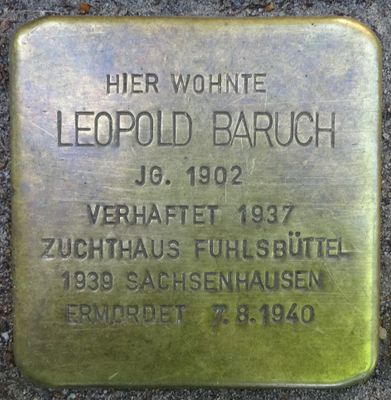 HIER WOHNTE
LEOPOLD BARUCH
JG. 1902
VERHAFTET 1937
ZUCHTHAUS FUHLSBÜTTEL
1939 SACHSENHAUSEN
ERMORDET 7.8.1940